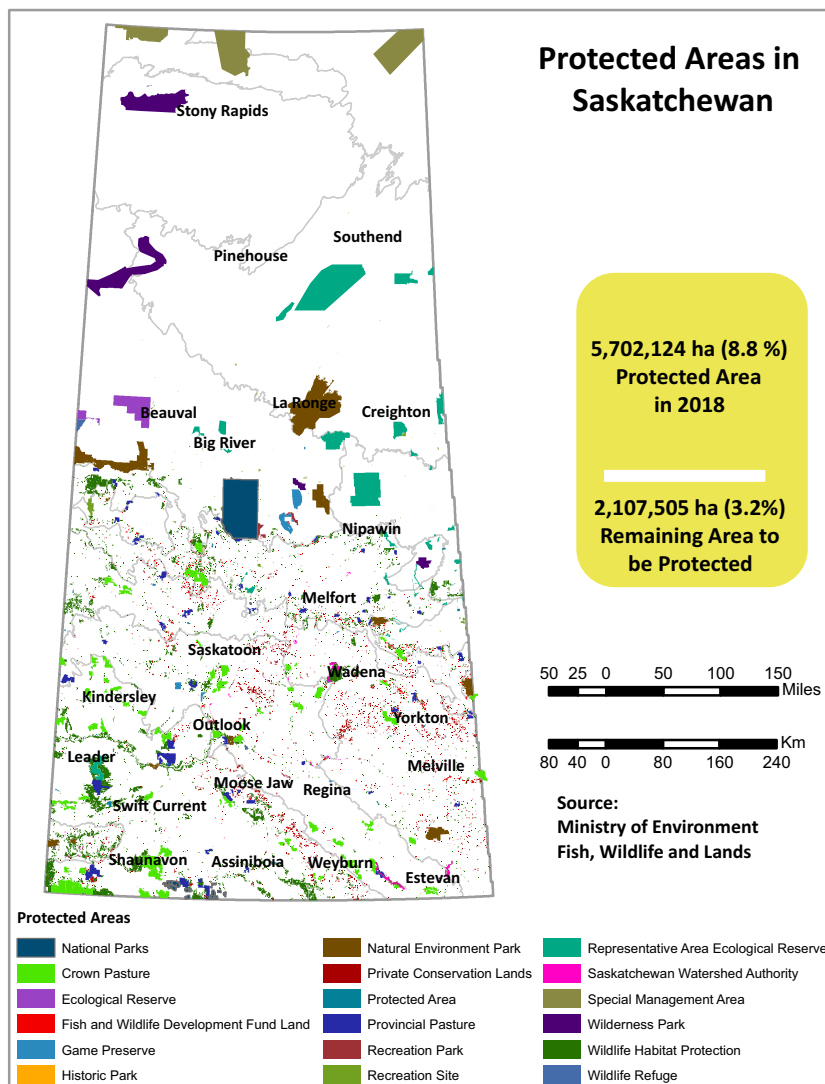 Protected Areas in
Saskatchewan
Stony Rapids
Southend
Pinehouse
5,702,124 ha (8.8 %)
Protected Area
in 2018
2,107,505 ha (3.2%)
Remaining Area to
be Protected
La Ronge
Beauval
Creighton
Big River
Nipawin
Melfort
Saskatoon
Wadena
Kindersley
Outlook
Yorkton
Leader
Melville
Moose Jaw
Regina
Swift Current
Shaunavon
Assiniboia
Weyburn
Estevan
50 25 0 50 100 150
Miles
Km
80 40 0 80 160 240
Source:
Ministry of Environment
Fish, Wildlife and Lands
Protected Areas
National Parks
Crown Pasture
Ecological Reserve
Fish and Wildlife Development Fund Land
Game Preserve
Historic Park
Natural Environment Park
Private Conservation Lands
Protected Area
Provincial Pasture
Recreation Park
Recreation Site
Representative Area Ecological Reserve
Saskatchewan Watershed Authority
Special Management Area
Wilderness Park
Wildlife Habitat Protection
Wildlife Refuge